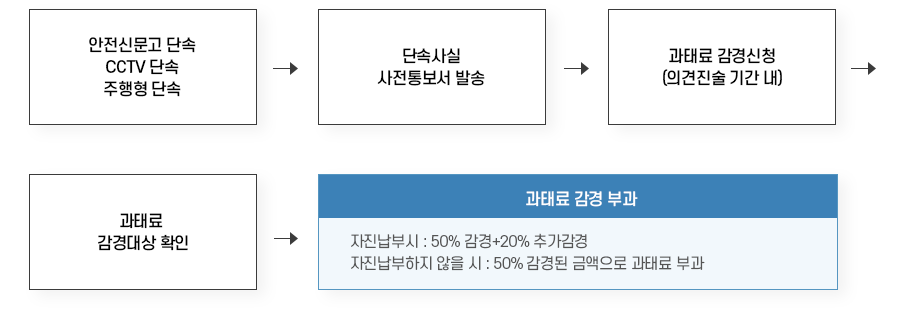 안전신문고 단속
CCTV 단속
주행형 단속
단속사실
사전통보서 발송
과태료 감경신청
(의견진술 기간 내)
과태료
감경대상 확인
과태료 감경 부과
자진납부시 : 50% 감경+20% 추가감경
자진납부하지 않을 시 : 50% 감경된 금액으로 과태료 부과